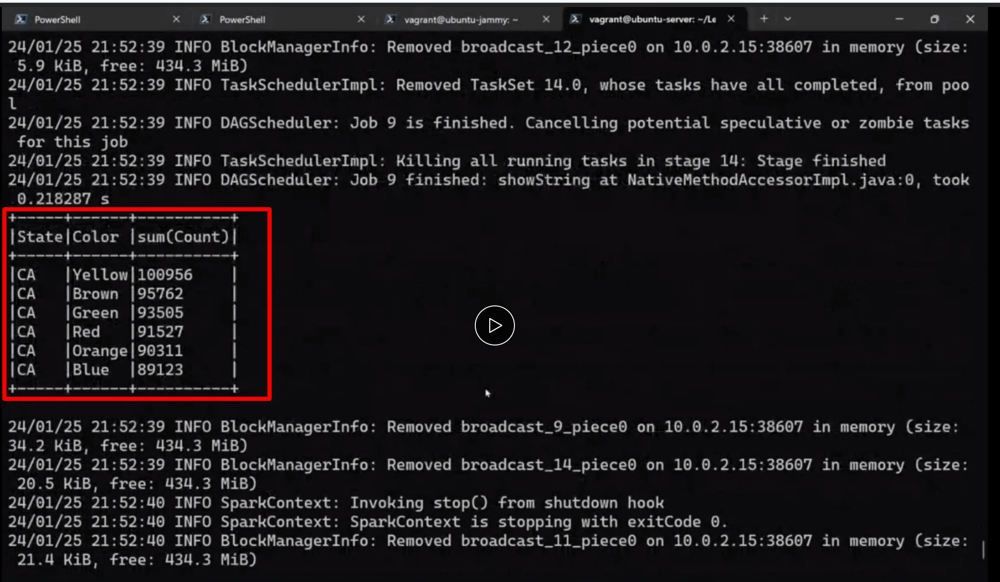 PowerShell
PowerShell
vagrant@ubuntu-jammy: ~
vagrant@ubuntu-server: ~/Le
24/01/25 21:52:39 INFO BlockManagerInfo: Removed broadcast_12_piece0 on 10.0.2.15:38607 in memory (size:
 5.9 KiB, free: 434.3 MiB)
24/01/25 21:52:39 INFO TaskSchedulerImpl: Removed TaskSet 14.0, whose tasks have all completed, from poo
l
24/01/25 21:52:39 INFO DAGScheduler: Job 9 is finished. Cancelling potential speculative or zombie tasks
 for this job
24/01/25 21:52:39 INFO TaskSchedulerImpl: Killing all running tasks in stage 14: Stage finished
24/01/25 21:52:39 INFO DAGScheduler: Job 9 finished: showString at NativeMethodAccessorImpl.java:0, took
 0.218287 s
+-----+------+----------+
|State|Color |sum(Count)|
+-----+------+----------+
|CA   |Yellow|100956    |
|CA   |Brown |95762     |
|CA   |Green |93505     |
|CA   |Red   |91527     |
|CA   |Orange|90311     |
|CA   |Blue  |89123     |
+-----+------+----------+
24/01/25 21:52:39 INFO BlockManagerInfo: Removed broadcast_9_piece0 on 10.0.2.15:38607 in memory (size:
34.2 KiB, free: 434.3 MiB)
24/01/25 21:52:39 INFO BlockManagerInfo: Removed broadcast_14_piece0 on 10.0.2.15:38607 in memory (size:
 20.5 KiB, free: 434.3 MiB)
24/01/25 21:52:40 INFO SparkContext: Invoking stop() from shutdown hook
24/01/25 21:52:40 INFO SparkContext: SparkContext is stopping with exitCode 0.
24/01/25 21:52:40 INFO BlockManagerInfo: Removed broadcast_11_piece0 on 10.0.2.15:38607 in memory (size:
 21.4 KiB, free: 434.3 MiB)